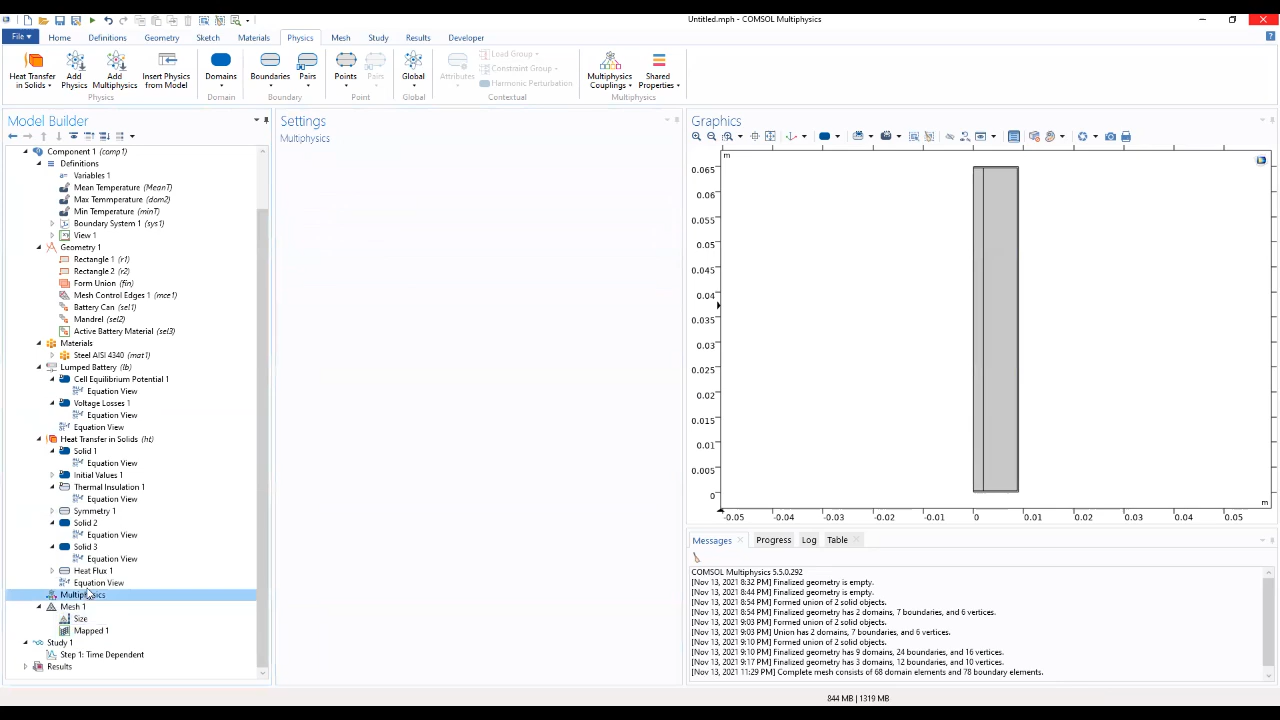 Untitled.mph - COMSOL Multiphysics
File Home Definitions Geometry Sketch Materials Physics Mesh Study Results Developer
Heat Transfer in Solids
Add Physics
Add Multiphysics
Insert Physics from Model
Physics
Domains
Domain
Boundaries
Pairs
Boundary
Points
Pairs
Point
Global
Global
Attributes
Load Group
Constraint Group
Harmonic Perturbation
Contextual
Multiphysics Couplings
Shared Properties
Multiphysics
Model Builder
Component 1 (comp1)
Definitions
Variables 1
Mean Temperature (MeanT)
Max Temmperature (dom2)
Min Temperature (minT)
Boundary System 1 (sys1)
View 1
Geometry 1
Rectangle 1 (r1)
Rectangle 2 (r2)
Form Union (fin)
Mesh Control Edges 1 (mce1)
Battery Can (sel1)
Mandrel (sel2)
Active Battery Material (sel3)
Materials
Steel AISI 4340 (mat1)
Lumped Battery (lb)
Cell Equilibrium Potential 1
Equation View
Voltage Losses 1
Equation View
Equation View
Heat Transfer in Solids (ht)
Solid 1
Equation View
Initial Values 1
Thermal Insulation 1
Equation View
Symmetry 1
Solid 2
Equation View
Solid 3
Equation View
Heat Flux 1
Equation View
Multiphysics
Mesh 1
Size
Mapped 1
Study 1
Step 1: Time Dependent
Results
Settings
Multiphysics
Graphics
m
0.065
0.06
0.055
0.05
0.045
0.04
0.035
0.03
0.025
0.02
0.015
0.01
0.005
0
m
-0.05 -0.04 -0.03 -0.02 -0.01 0 0.01 0.02 0.03 0.04 0.05
Messages Progress Log Table
COMSOL Multiphysics 5.5.0.292
[Nov 13, 2021 8:32 PM] Finalized geometry is empty.
[Nov 13, 2021 8:44 PM] Finalized geometry is empty.
[Nov 13, 2021 8:54 PM] Formed union of 2 solid objects.
[Nov 13, 2021 8:54 PM] Finalized geometry has 2 domains, 7 boundaries, and 6 vertices.
[Nov 13, 2021 9:03 PM] Union has 2 domains, 7 boundaries, and 6 vertices.
[Nov 13, 2021 9:10 PM] Formed union of 2 solid objects.
[Nov 13, 2021 9:10 PM] Finalized geometry has 9 domains, 24 boundaries, and 16 vertices.
[Nov 13, 2021 9:17 PM] Finalized geometry has 3 domains, 12 boundaries, and 10 vertices.
[Nov 13, 2021 11:29 PM] Complete mesh consists of 68 domain elements and 78 boundary elements.
844 MB | 1319 MB